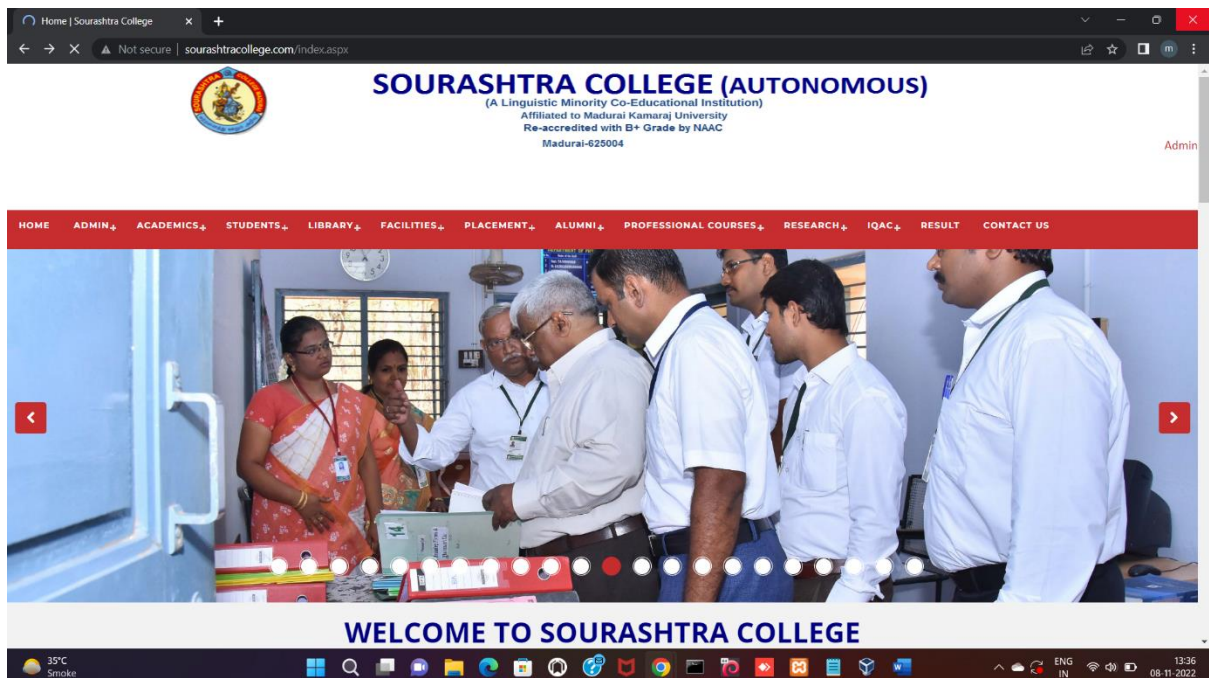 Home | Sourashtra College
Not secure | sourashtracollege.com/index.aspx
m
SOURASHTRA COLLEGE (AUTONOMOUS)
(A Linguistic Minority Co-Educational Institution)
Affiliated to Madurai Kamaraj University
Re-accredited with B+ Grade by NAAC
Madurai-625004
Admin
HOME ADMIN+ ACADEMICS+ STUDENTS+ LIBRARY+ FACILITIES+ PLACEMENT+ ALUMNI+ PROFESSIONAL COURSES+ RESEARCH+ IQAC+ RESULT CONTACT US
WELCOME TO SOURASHTRA COLLEGE
35°C
Smoke
ENG
IN
13:36
08-11-2022